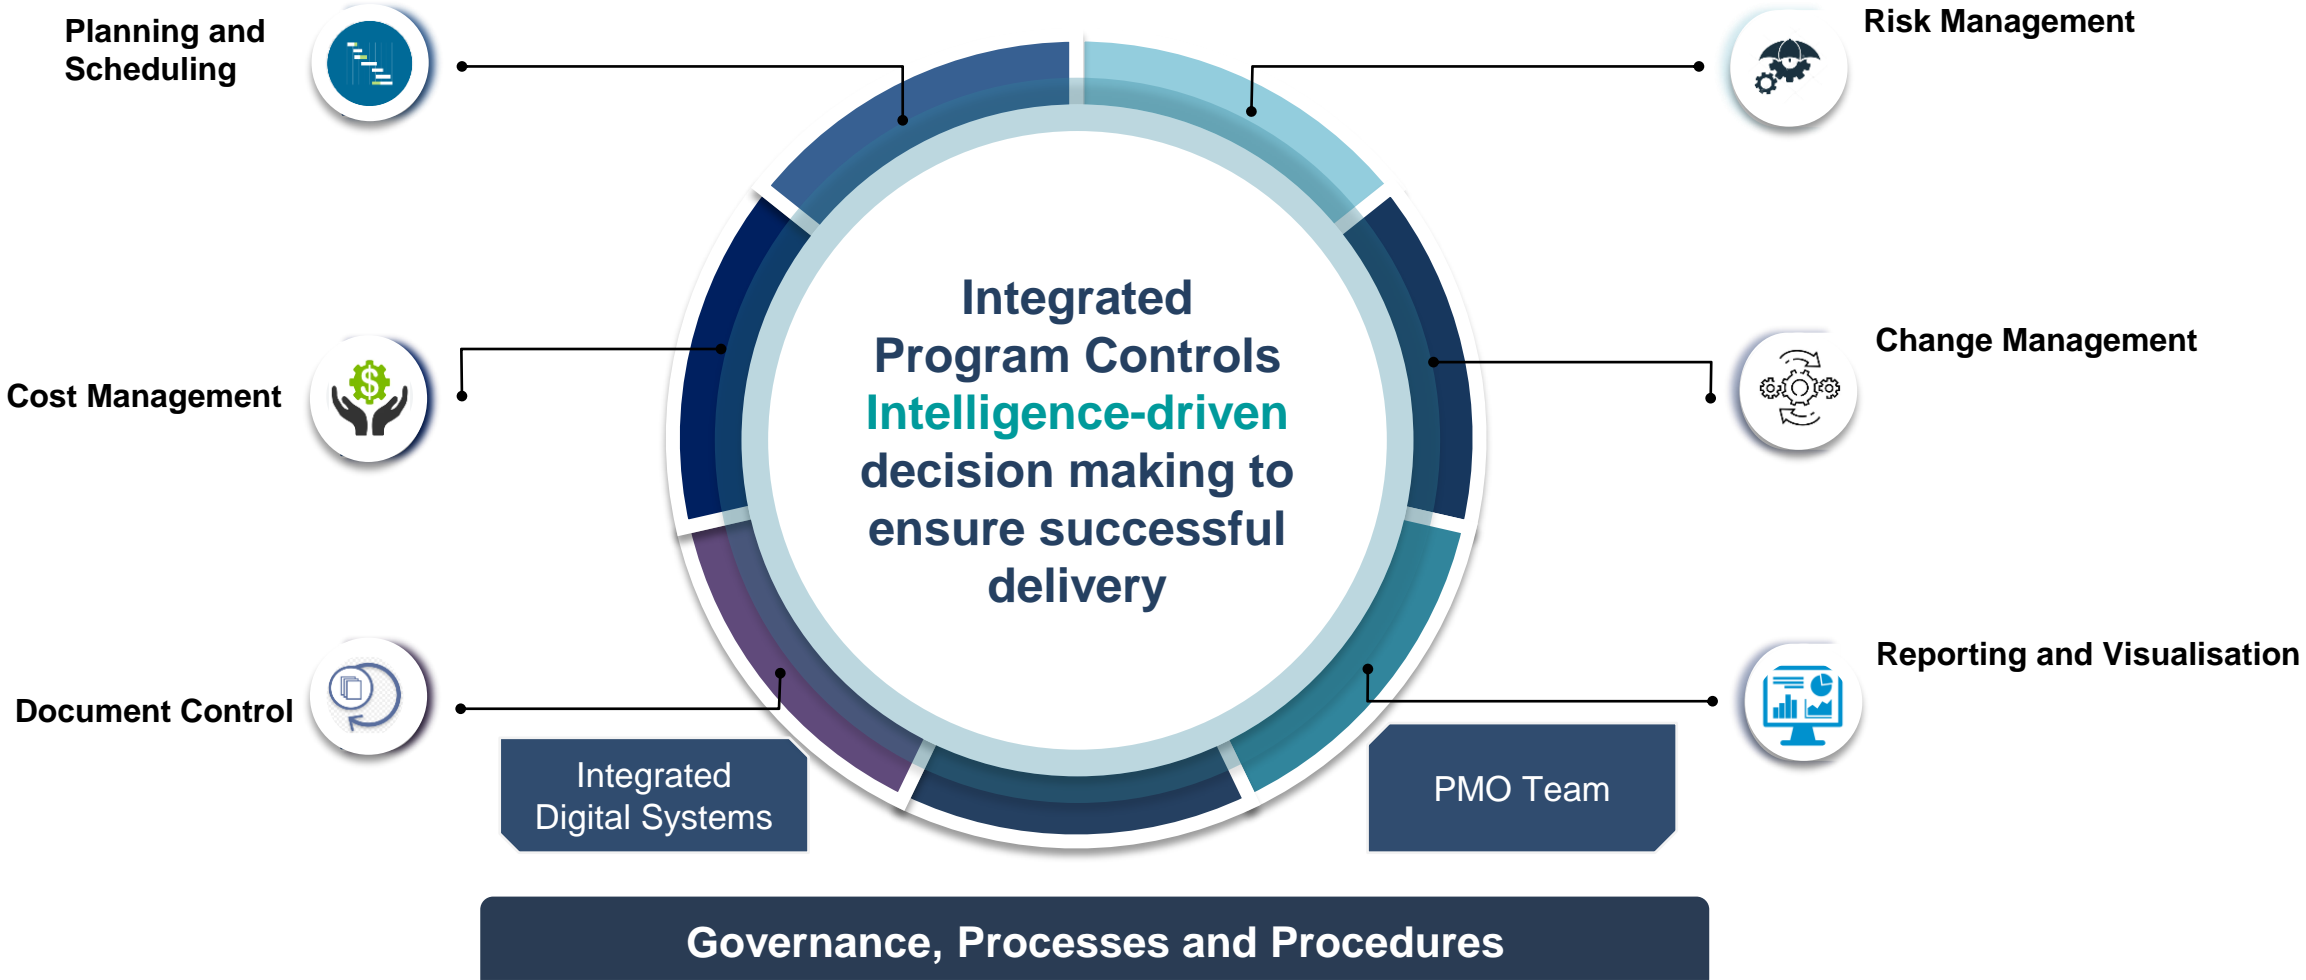 Planning and
Scheduling
Risk Management
Cost Management
Change Management
Document Control
Reporting and Visualisation
Integrated
Program Controls
Intelligence-driven
decision making to
ensure successful
delivery
$
Integrated
Digital Systems
PMO Team
Governance, Processes and Procedures